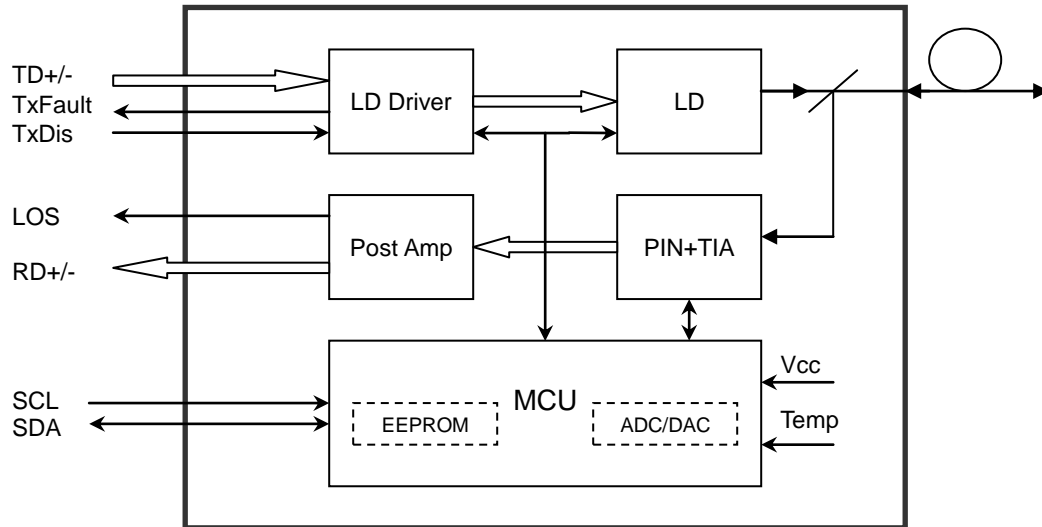 TD+/-
TxFault
TxDis
LD Driver
LD
LOS
RD+/-
Post Amp
PIN+TIA
SCL
SDA
MCU
EEPROM
ADC/DAC
Vcc
Temp